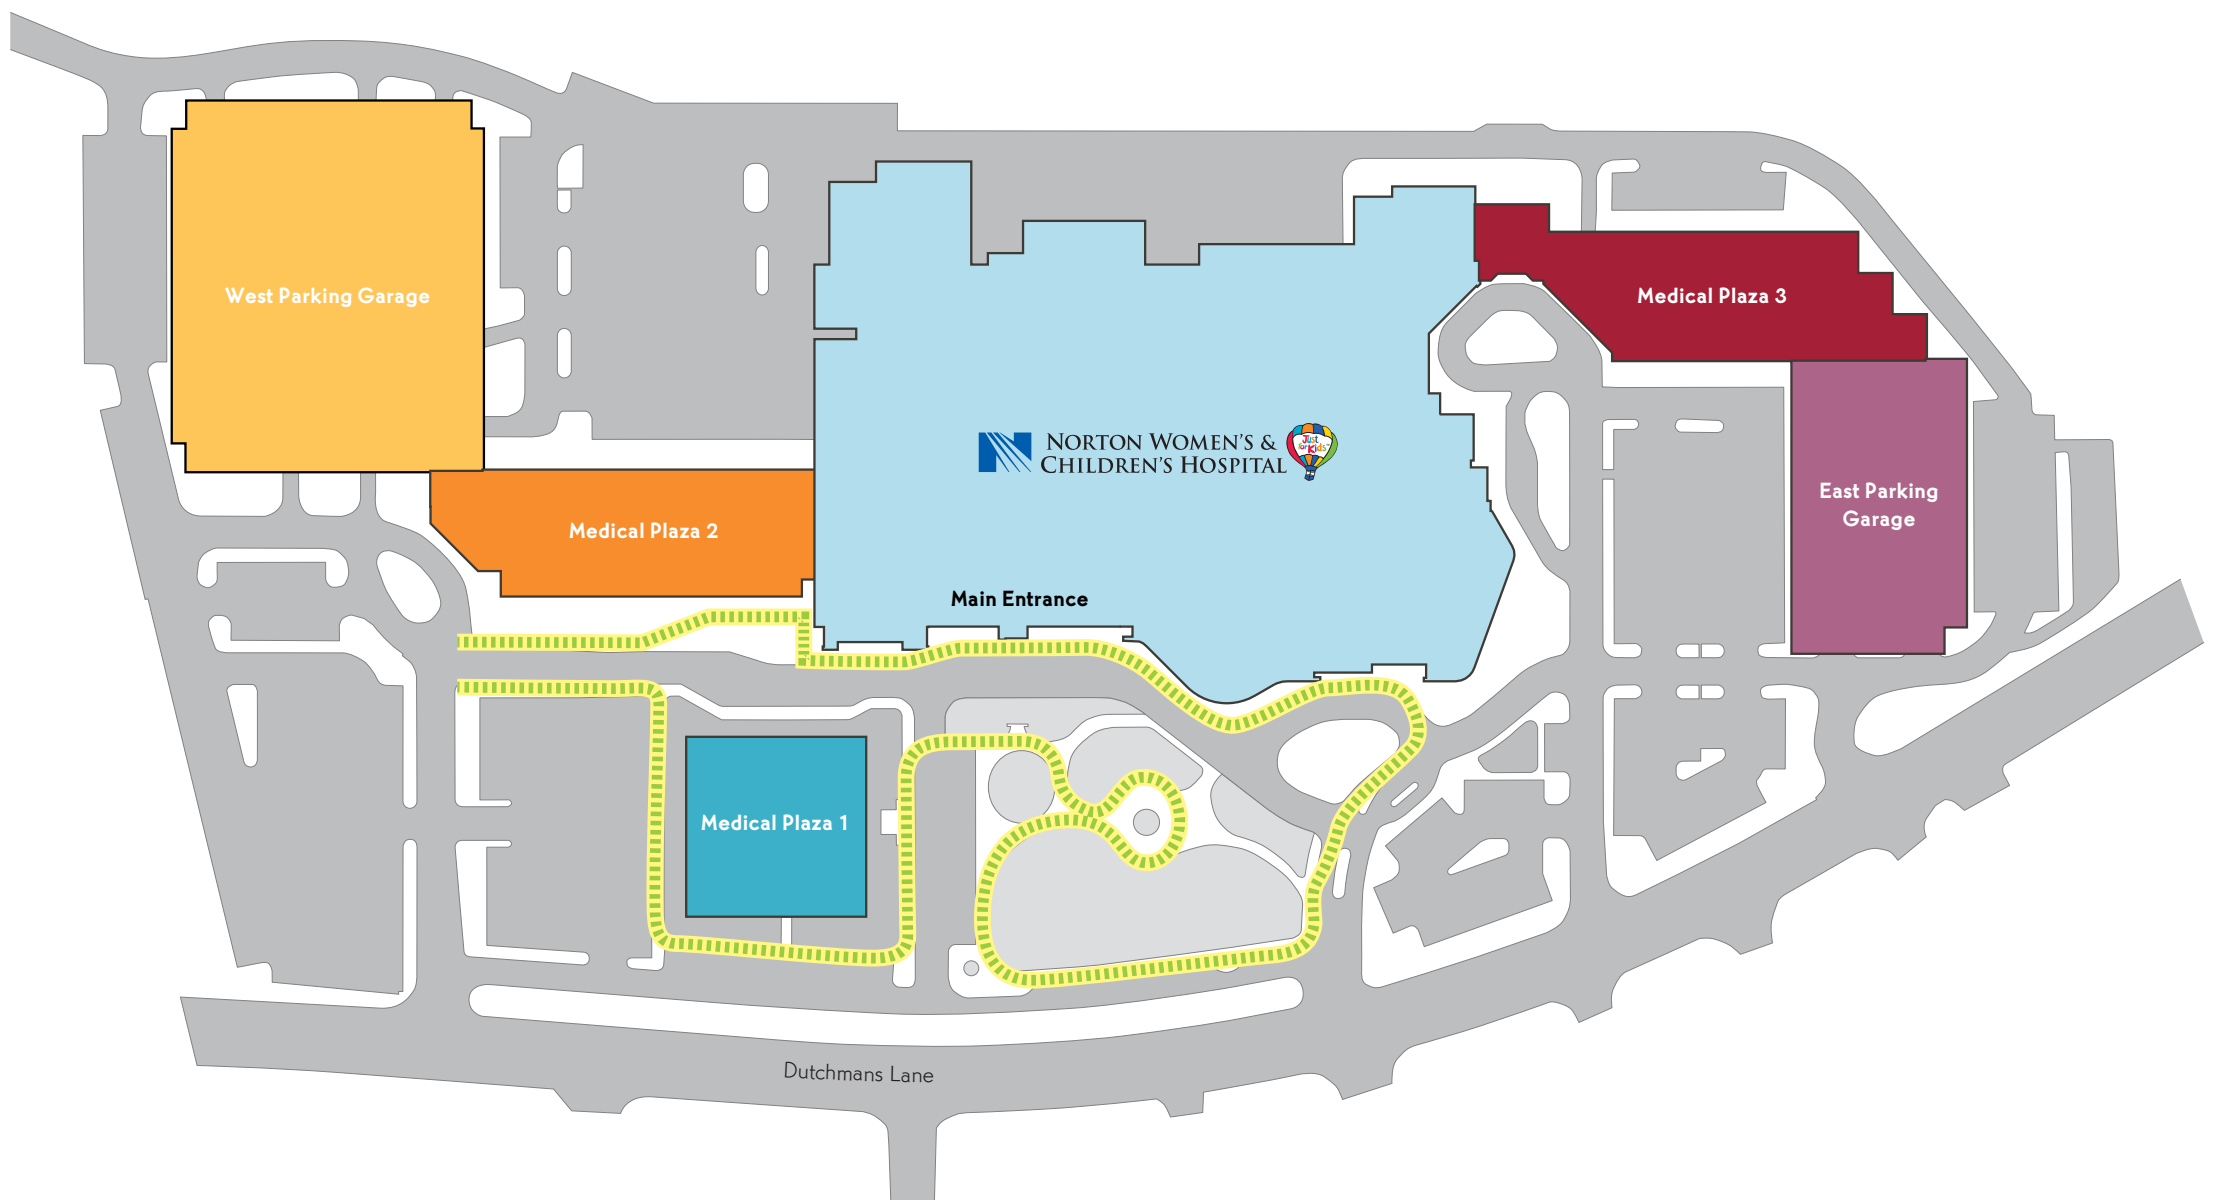 West Parking Garage
Medical Plaza 3
NORTON WOMEN'S &
CHILDREN'S HOSPITAL
Just
for Kids
East Parking
Garage
Medical Plaza 2
Main Entrance
Medical Plaza 1
Dutchmans Lane